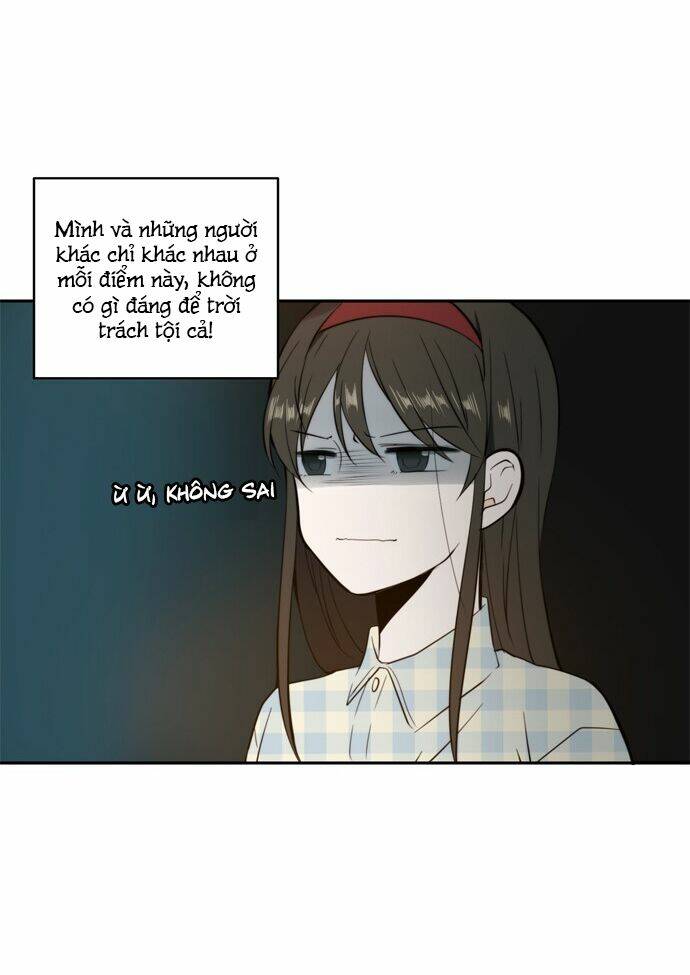 Mình và những người
khác chỉ khác nhau ở
mỗi điểm này, không
có gì đáng để trời
trách tội cả!
Ừ Ừ, KHÔNG SAI